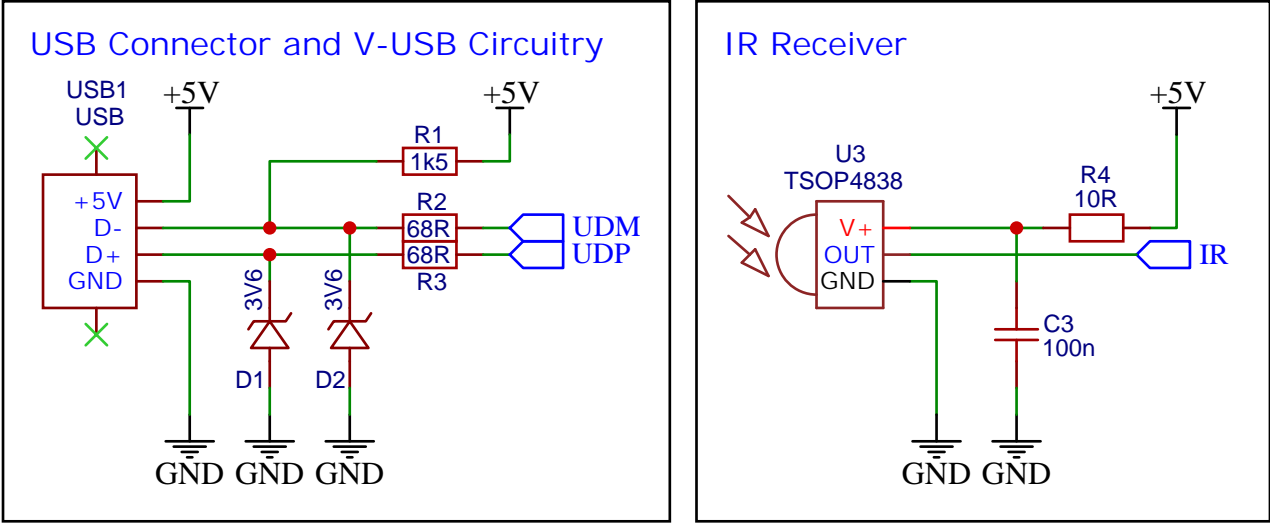 USB Connector and V-USB Circuitry
USB1
USB
+5V
+5V
R1
1k5
+5V
D-
D+
GND
R2
68R
UDM
68R
UDP
R3
3V6
3V6
D1
D2
GND
GND
GND
IR Receiver
+5V
U3
TSOP4838
R4
10R
V+
OUT
GND
IR
C3
100n
GND
GND